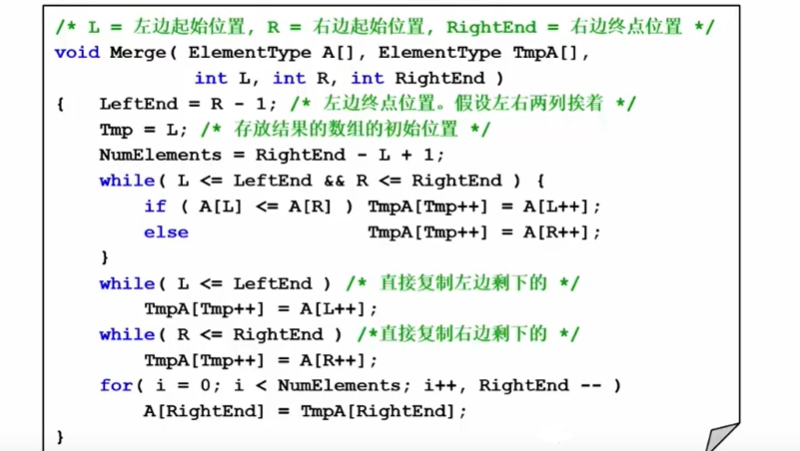 /* L = 左边起始位置, R = 右边起始位置, RightEnd = 右边终点位置 */
void Merge( ElementType A[], ElementType TmpA[],
int L, int R, int RightEnd )
{ LeftEnd = R - 1; /* 左边终点位置。假设左右两列挨着 */
Tmp = L; /* 存放结果的数组的初始位置 */
NumElements = RightEnd - L + 1;
while( L <= LeftEnd && R <= RightEnd ) {
if ( A[L] <= A[R] ) TmpA[Tmp++] = A[L++];
else TmpA[Tmp++] = A[R++];
}
while( L <= LeftEnd ) /* 直接复制左边剩下的 */
TmpA[Tmp++] = A[L++];
while( R <= RightEnd ) /*直接复制右边剩下的 */
TmpA[Tmp++] = A[R++];
for( i = 0; i < NumElements; i++, RightEnd -- )
A[RightEnd] = TmpA[RightEnd];
}